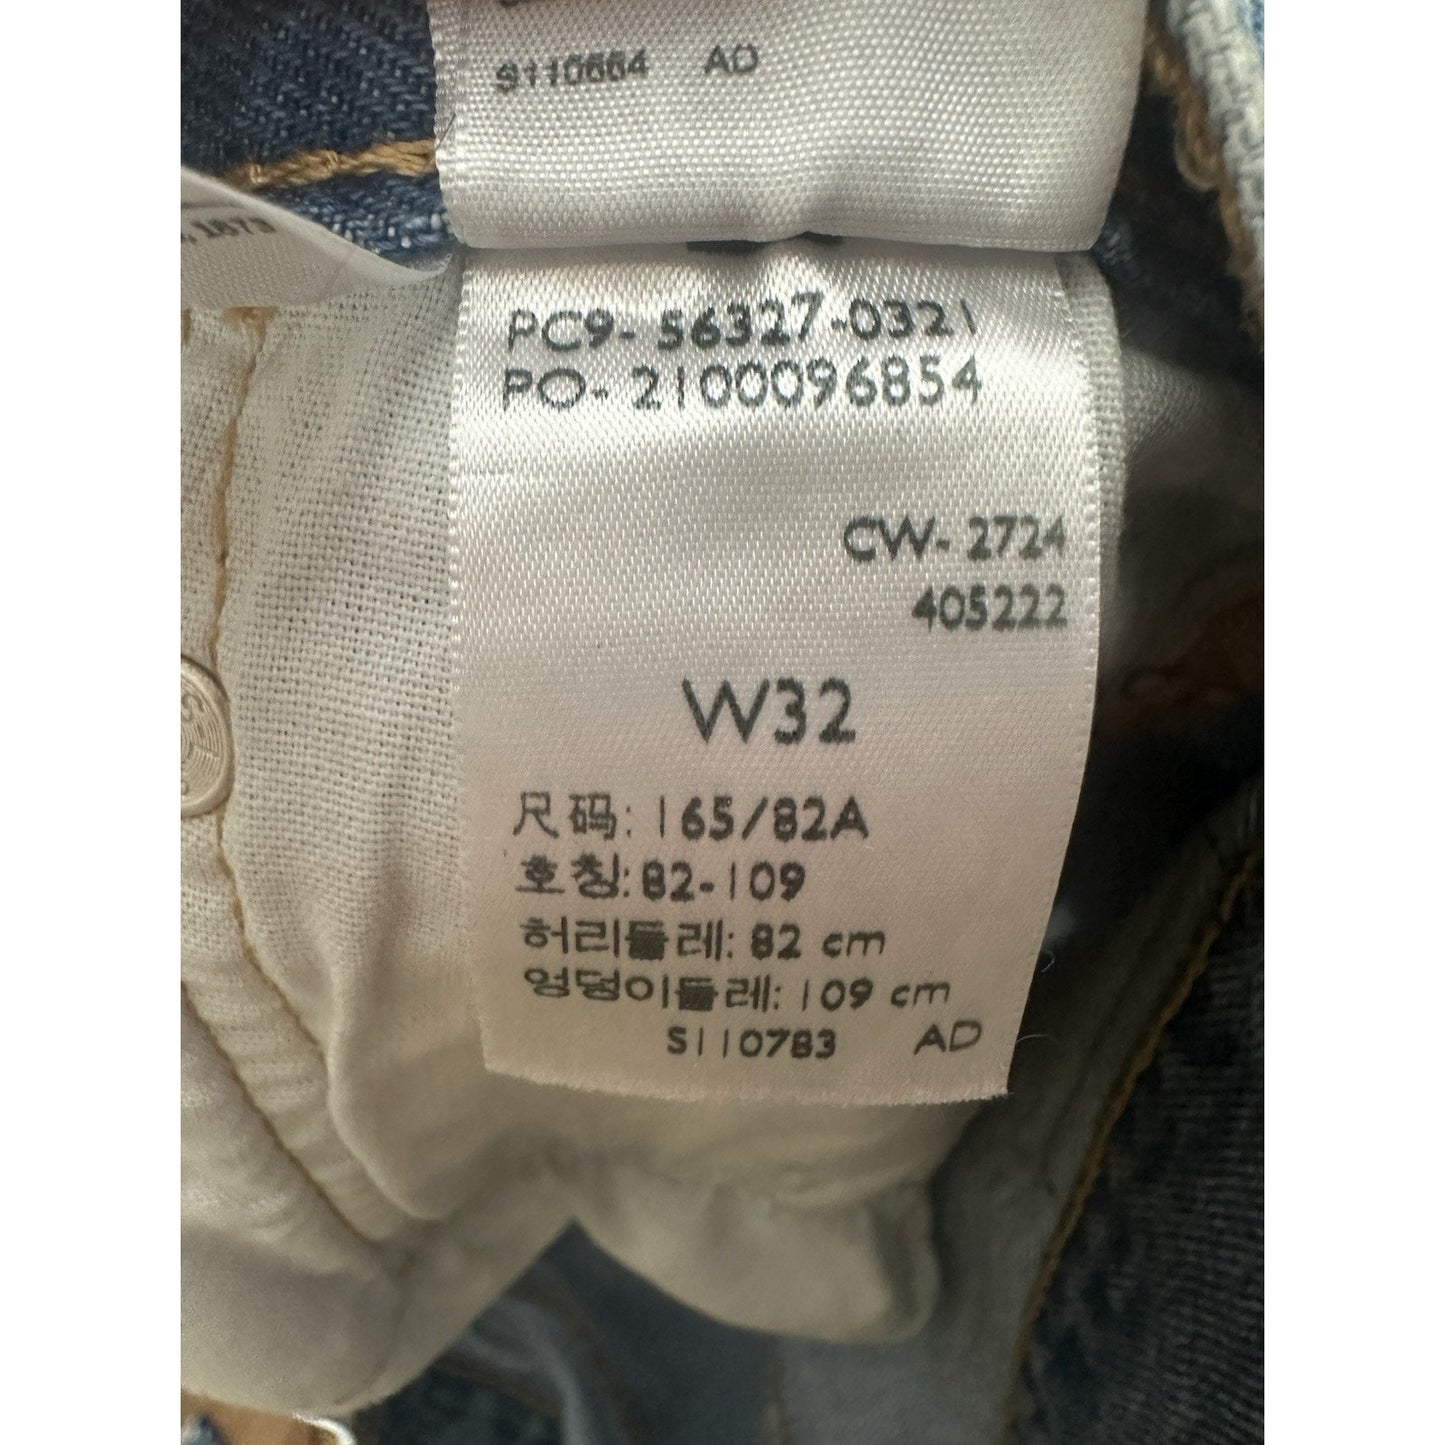 S110664 AD
1873
PC9-56327-0321
PO-2100096854
CW-2724
405222
W32
尺码: 165/82A
호칭: 82-109
허리둘레: 82 cm
엉덩이둘레: 109 cm
S110783 AD